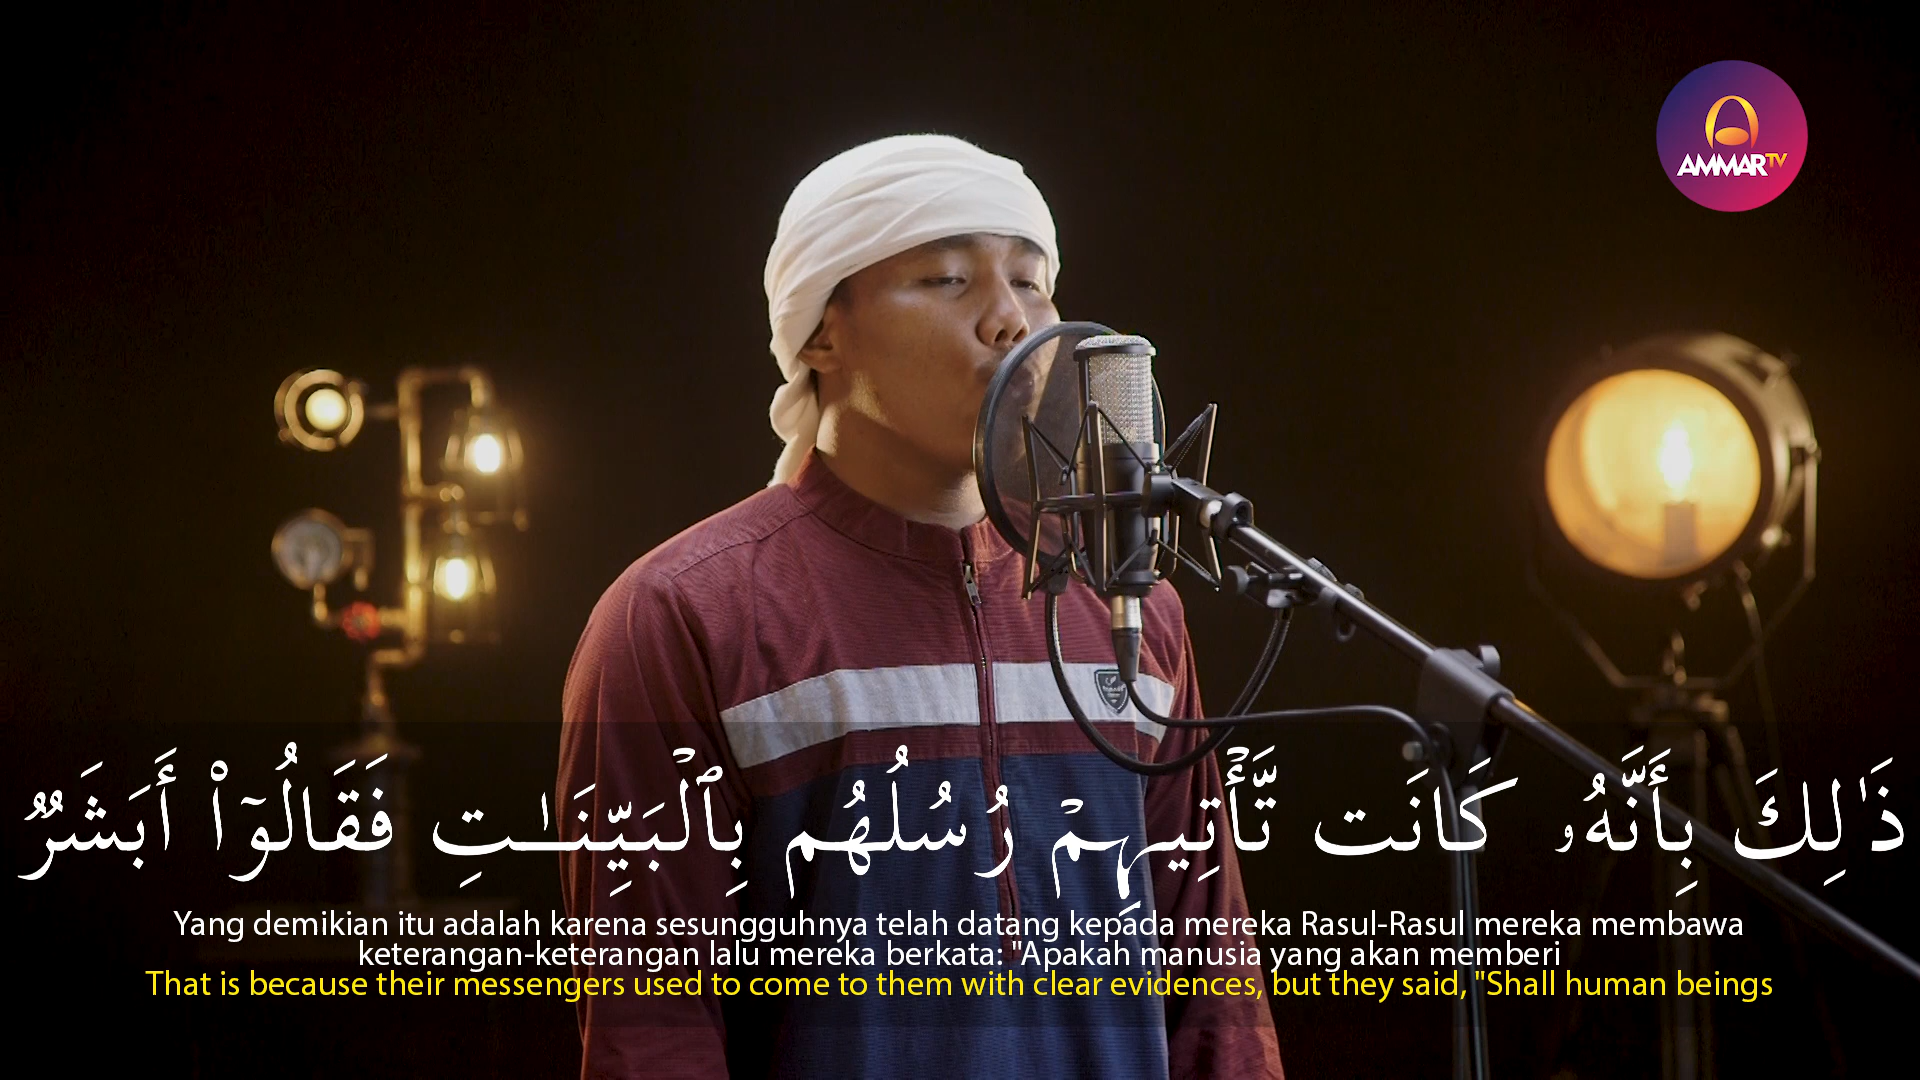 AMMARTV
ذَٰلِكَ بِأَنَّهُۥ كَانَت تَّأۡتِيهِمۡ رُسُلُهُم بِٱلۡبَيِّنَٰتِ فَقَالُوٓاْ أَبَشَرٞ
Yang demikian itu adalah karena sesungguhnya telah datang kepada mereka Rasul-Rasul mereka membawa
keterangan-keterangan lalu mereka berkata: "Apakah manusia yang akan memberi
That is because their messengers used to come to them with clear evidences, but they said, "Shall human beings